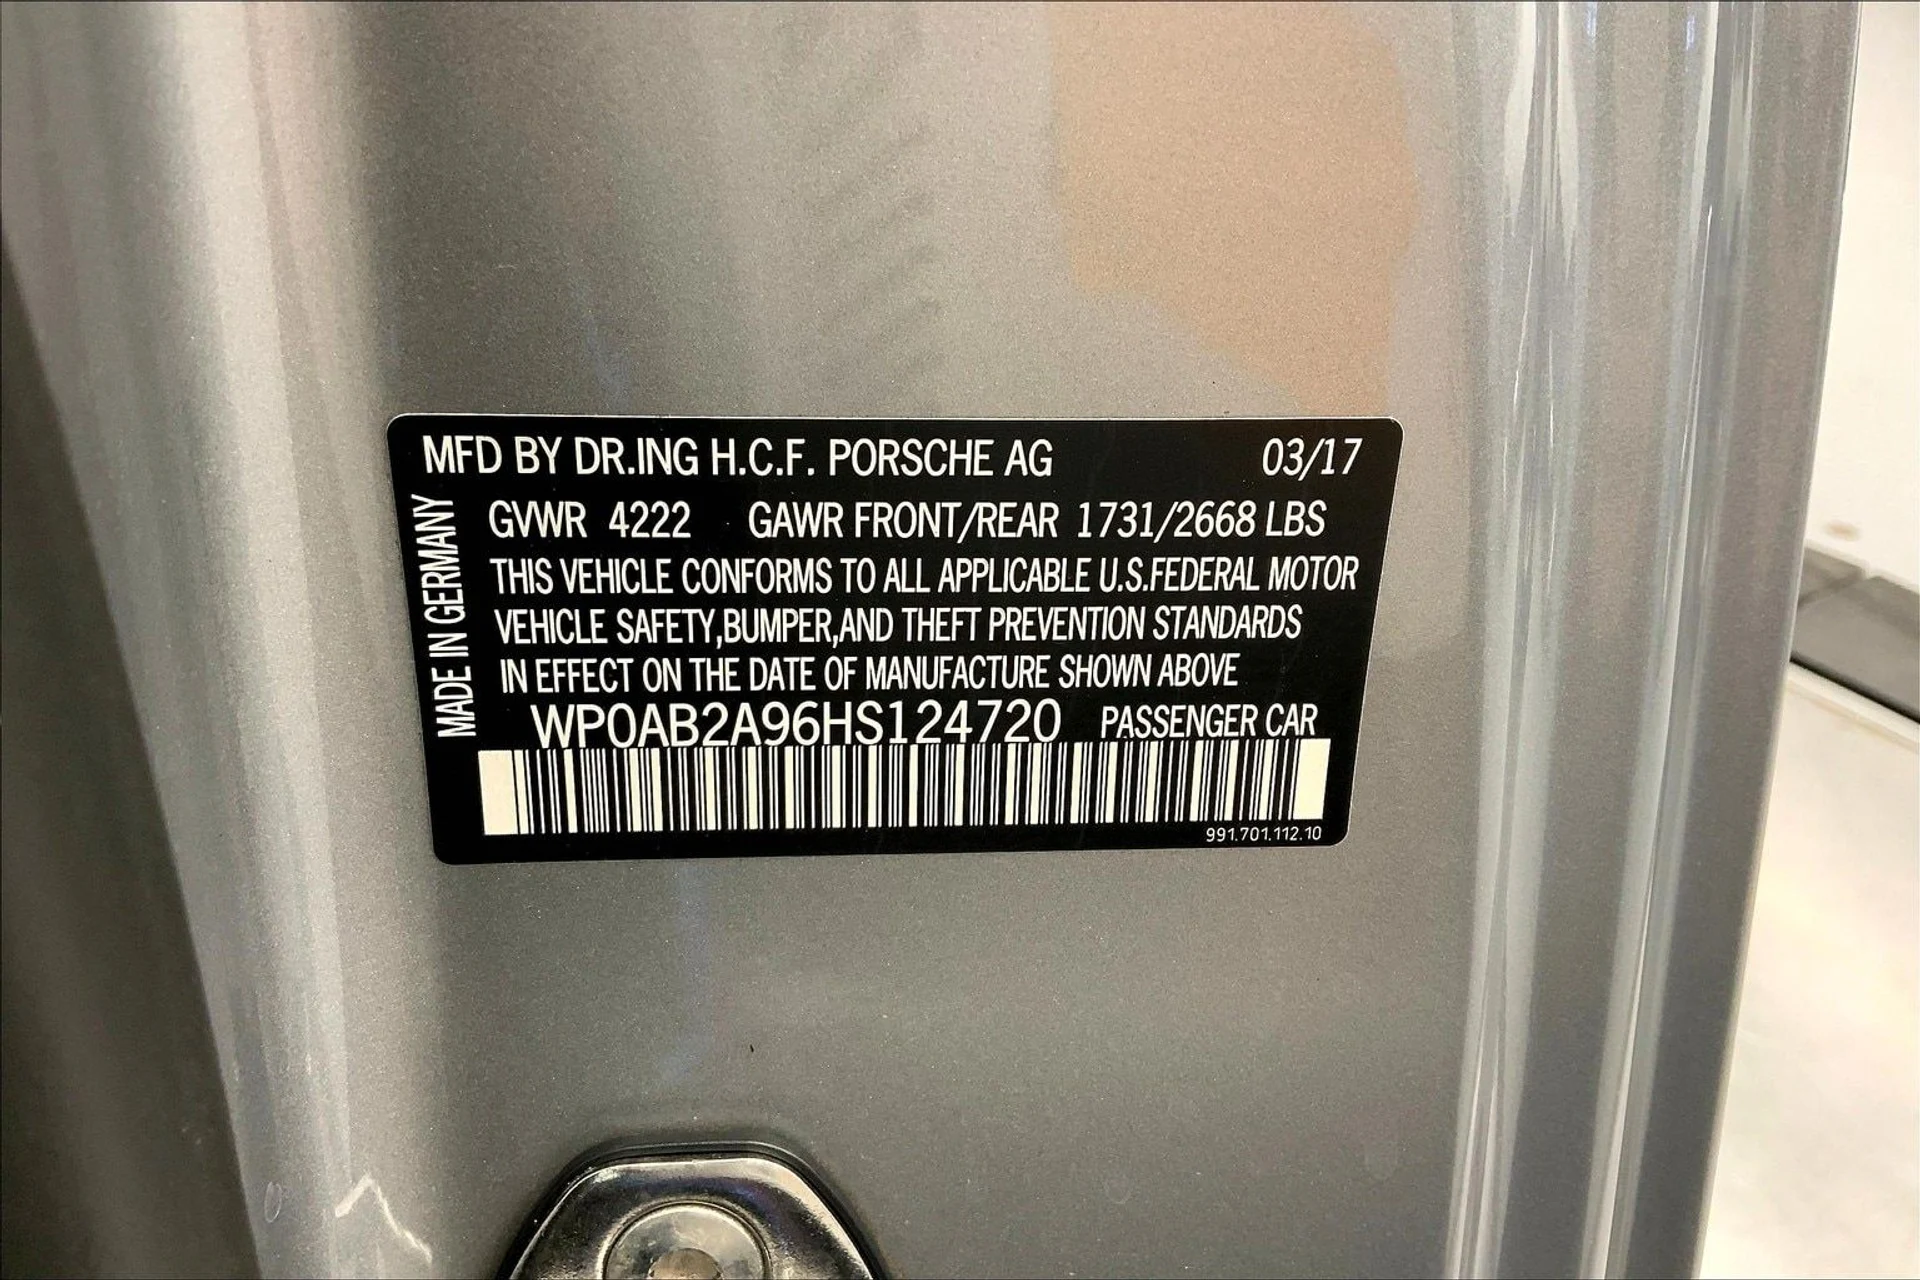 MFD BY DR.ING H.C.F. PORSCHE AG 03/17
MADE IN GERMANY
GVWR 4222 GAWR FRONT/REAR 1731/2668 LBS
THIS VEHICLE CONFORMS TO ALL APPLICABLE U.S.FEDERAL MOTOR
VEHICLE SAFETY,BUMPER,AND THEFT PREVENTION STANDARDS
IN EFFECT ON THE DATE OF MANUFACTURE SHOWN ABOVE
WP0AB2A96HS124720 PASSENGER CAR
991.701.112.10